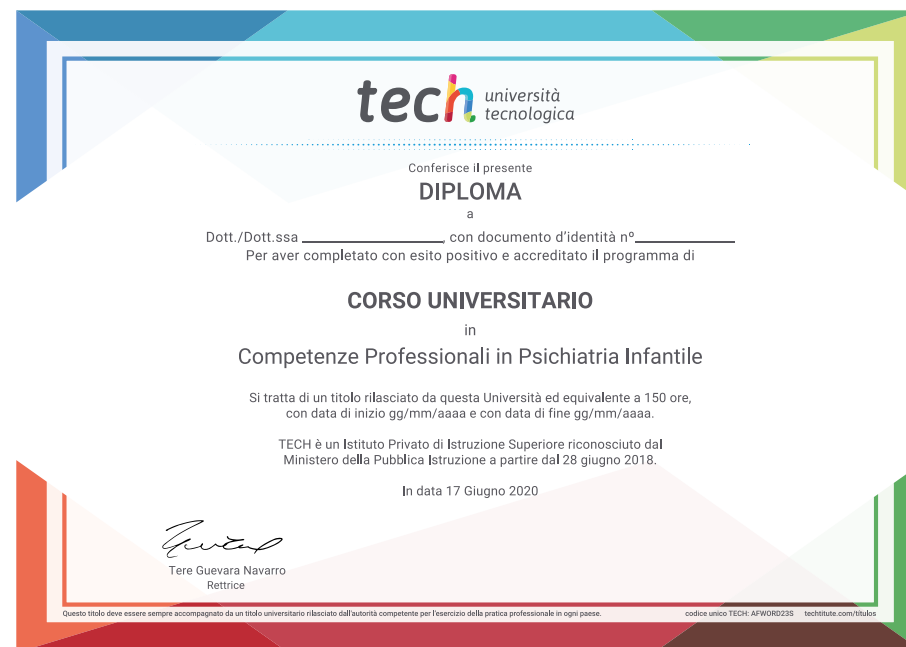 tech università
tecnologica
Conferisce il presente
DIPLOMA
a
Dott./Dott.ssa ____________, con documento d'identità nº____________
Per aver completato con esito positivo e accreditato il programma di
CORSO UNIVERSITARIO
in
Competenze Professionali in Psichiatria Infantile
Si tratta di un titolo rilasciato da questa Università ed equivalente a 150 ore,
con data di inizio gg/mm/aaaa e con data di fine gg/mm/aaaa.
TECH è un Istituto Privato di Istruzione Superiore riconosciuto dal
Ministero della Pubblica Istruzione a partire dal 28 giugno 2018.
In data 17 Giugno 2020
Tere Guevara Navarro
Rettrice
Questo titolo deve essere sempre accompagnato da un titolo universitario rilasciato dall'autorità competente per l'esercizio della pratica professionale in ogni paese. codice unico TECH: AFWORD23S techtitute.com/títulos